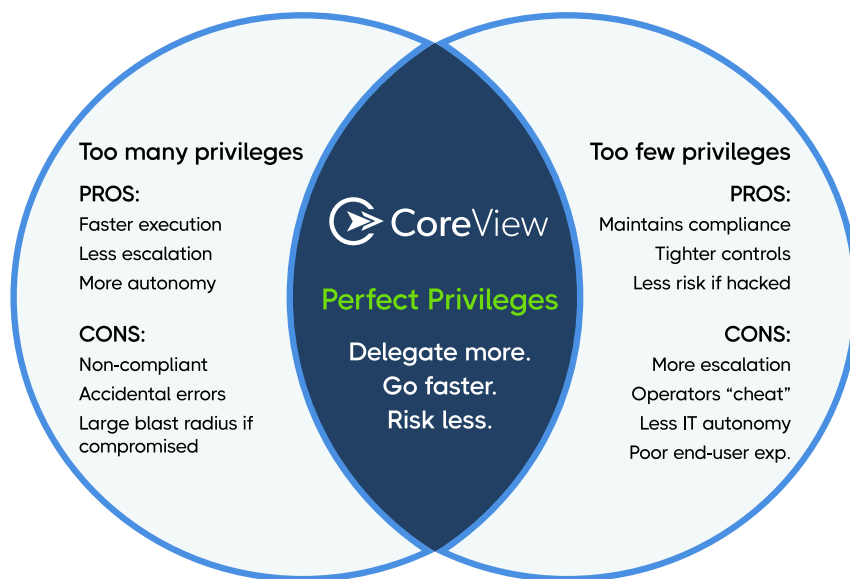 Too many privileges
PROS:
Faster execution
Less escalation
More autonomy
CONS:
Non-compliant
Accidental errors
Large blast radius if
compromised
CoreView
Perfect Privileges
Delegate more.
Go faster.
Risk less.
Too few privileges
PROS:
Maintains compliance
Tighter controls
Less risk if hacked
CONS:
More escalation
Operators “cheat”
Less IT autonomy
Poor end-user exp.